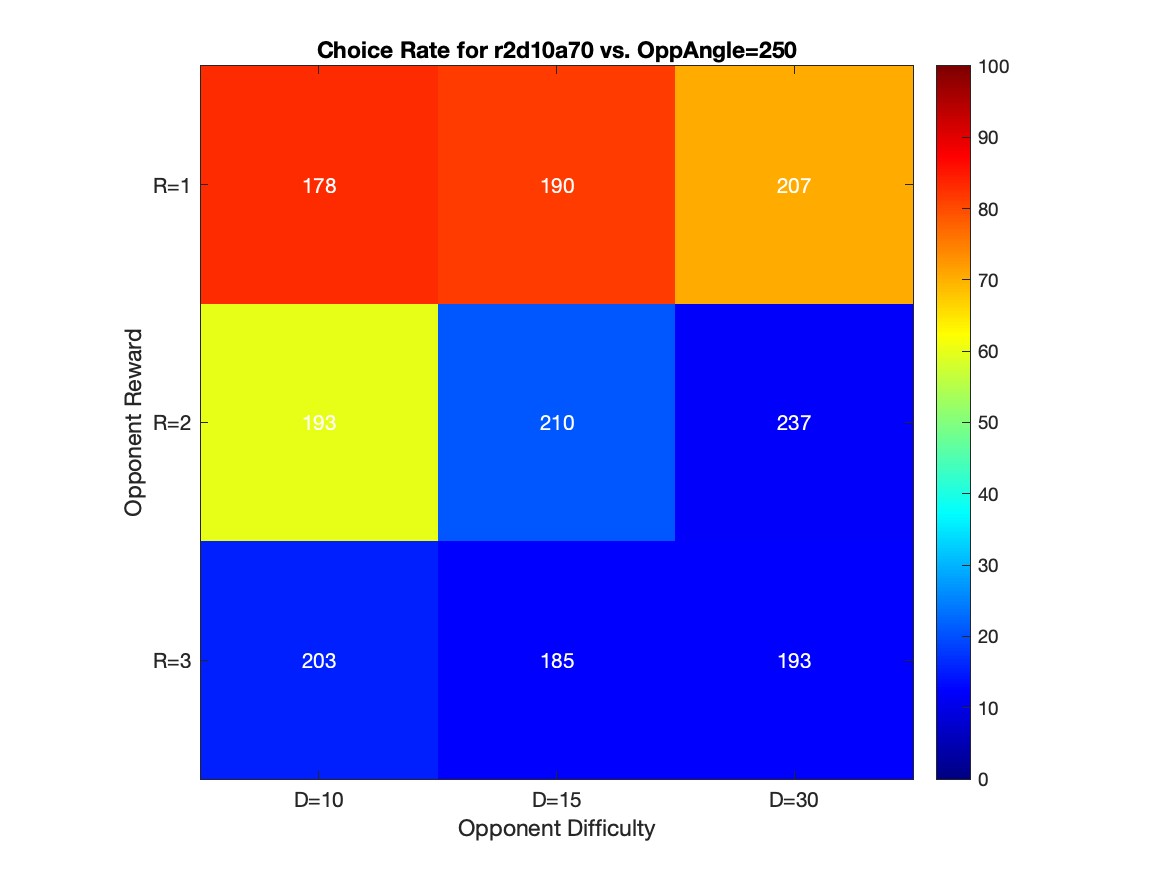 Choice Rate for r2d10a70 vs. OppAngle=250
100
90
80
70
60
50
40
30
20
10
0
R=1
178
190
207
R=2
193
210
237
R=3
203
185
193
D=10
D=15
D=30
Opponent Difficulty
Opponent Reward